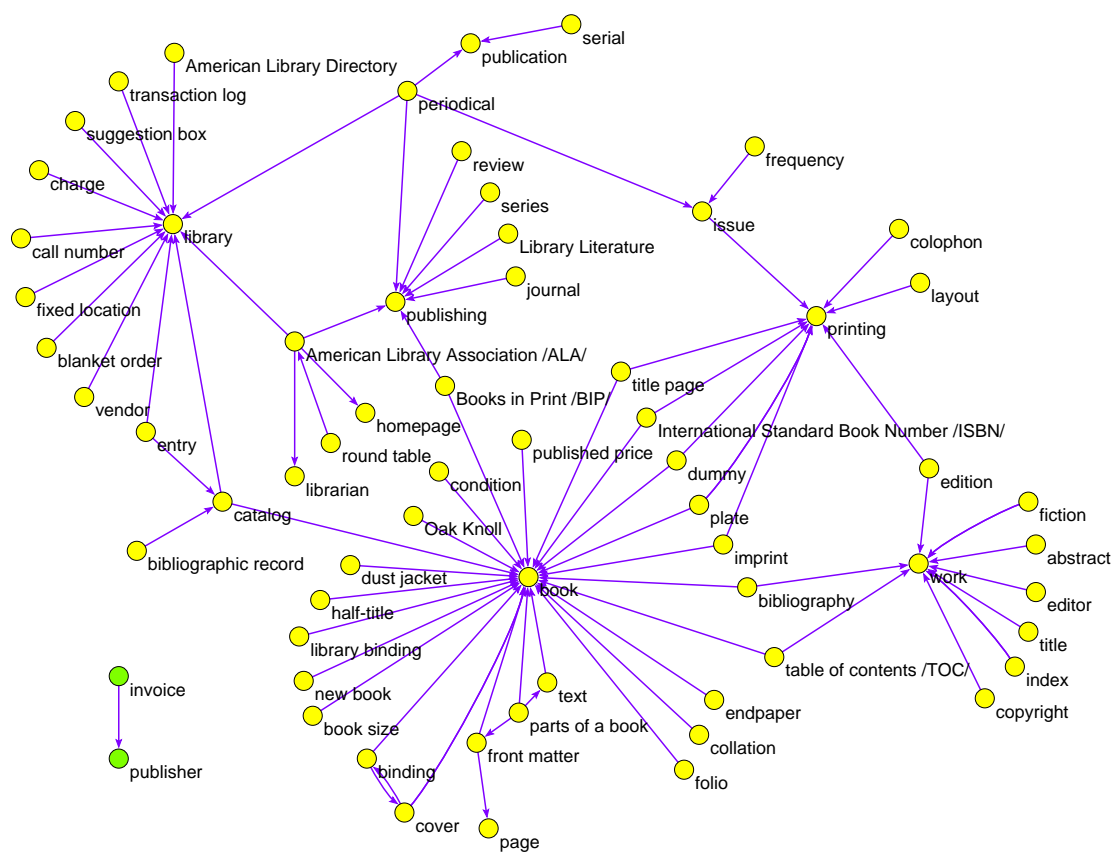 serial
publication
American Library Directory
transaction log
periodical
suggestion box
frequency
review
charge
series
issue
library
colophon
call number
Library Literature
journal
layout
fixed location
publishing
printing
American Library Association /ALA/
blanket order
title page
Books in Print /BIP/
vendor
homepage
International Standard Book Number /ISBN/
entry
round table
published price
dummy
edition
condition
librarian
catalog
plate
fiction
Oak Knoll
imprint
abstract
bibliographic record
dust jacket
work
book
bibliography
editor
half-title
title
library binding
table of contents /TOC/
index
invoice
new book
text
endpaper
copyright
book size
parts of a book
collation
front matter
publisher
binding
folio
cover
page